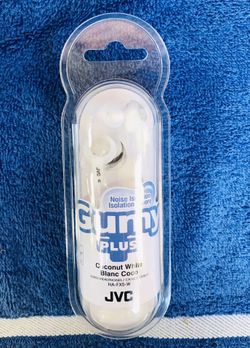 Noise Is
Isolation
Gumy
PLUS
Coconut White
Blanc Coco
HA-FX5-W
JVC